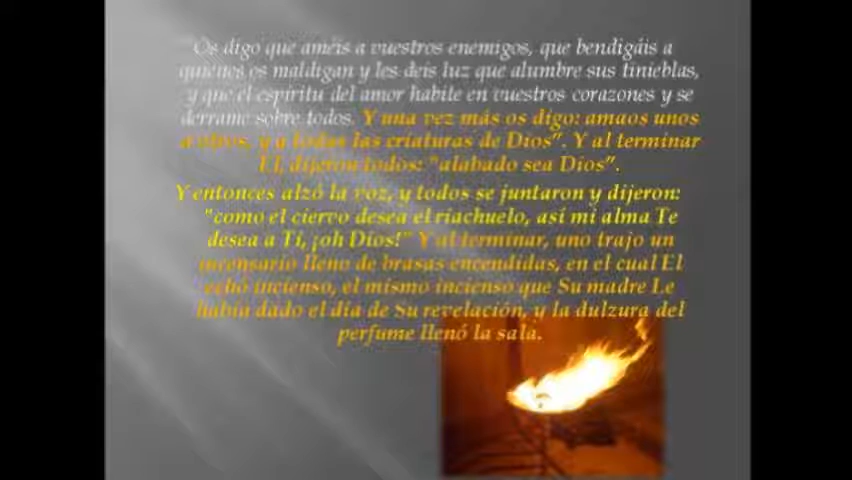 Os digo que améis a vuestros enemigos, que bendigáis a
quienes os maldigan y les deis luz que alumbre sus tinieblas,
y que el espíritu del amor habite en vuestros corazones y se
derrame sobre todos. Y una vez más os digo: amaos unos
a otros, y a todas las criaturas de Dios". Y al terminar
El, dijeron todos: "alabado sea Dios".
Y entonces alzó la voz, y todos se juntaron y dijeron:
"como el ciervo desea el riachuelo, así mi alma Te
desea a Ti, ¡oh Dios!" Y al terminar, uno trajo un
incensario lleno de brasas encendidas, en el cual El
echó incienso, el mismo incienso que Su madre Le
había dado el día de Su revelación, y la dulzura del
perfume llenó la sala.